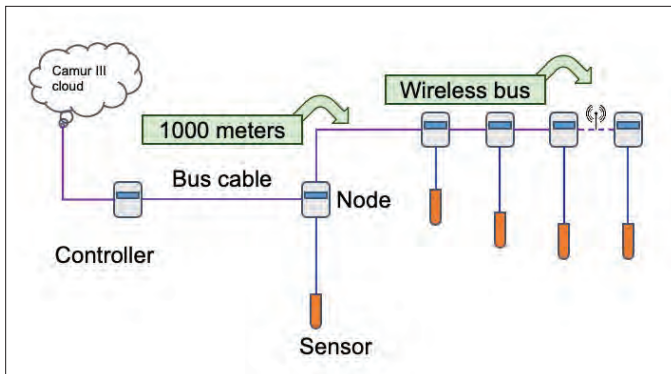 Camur III
cloud
Wireless bus
1000 meters
Bus cable
Node
Controller
Sensor